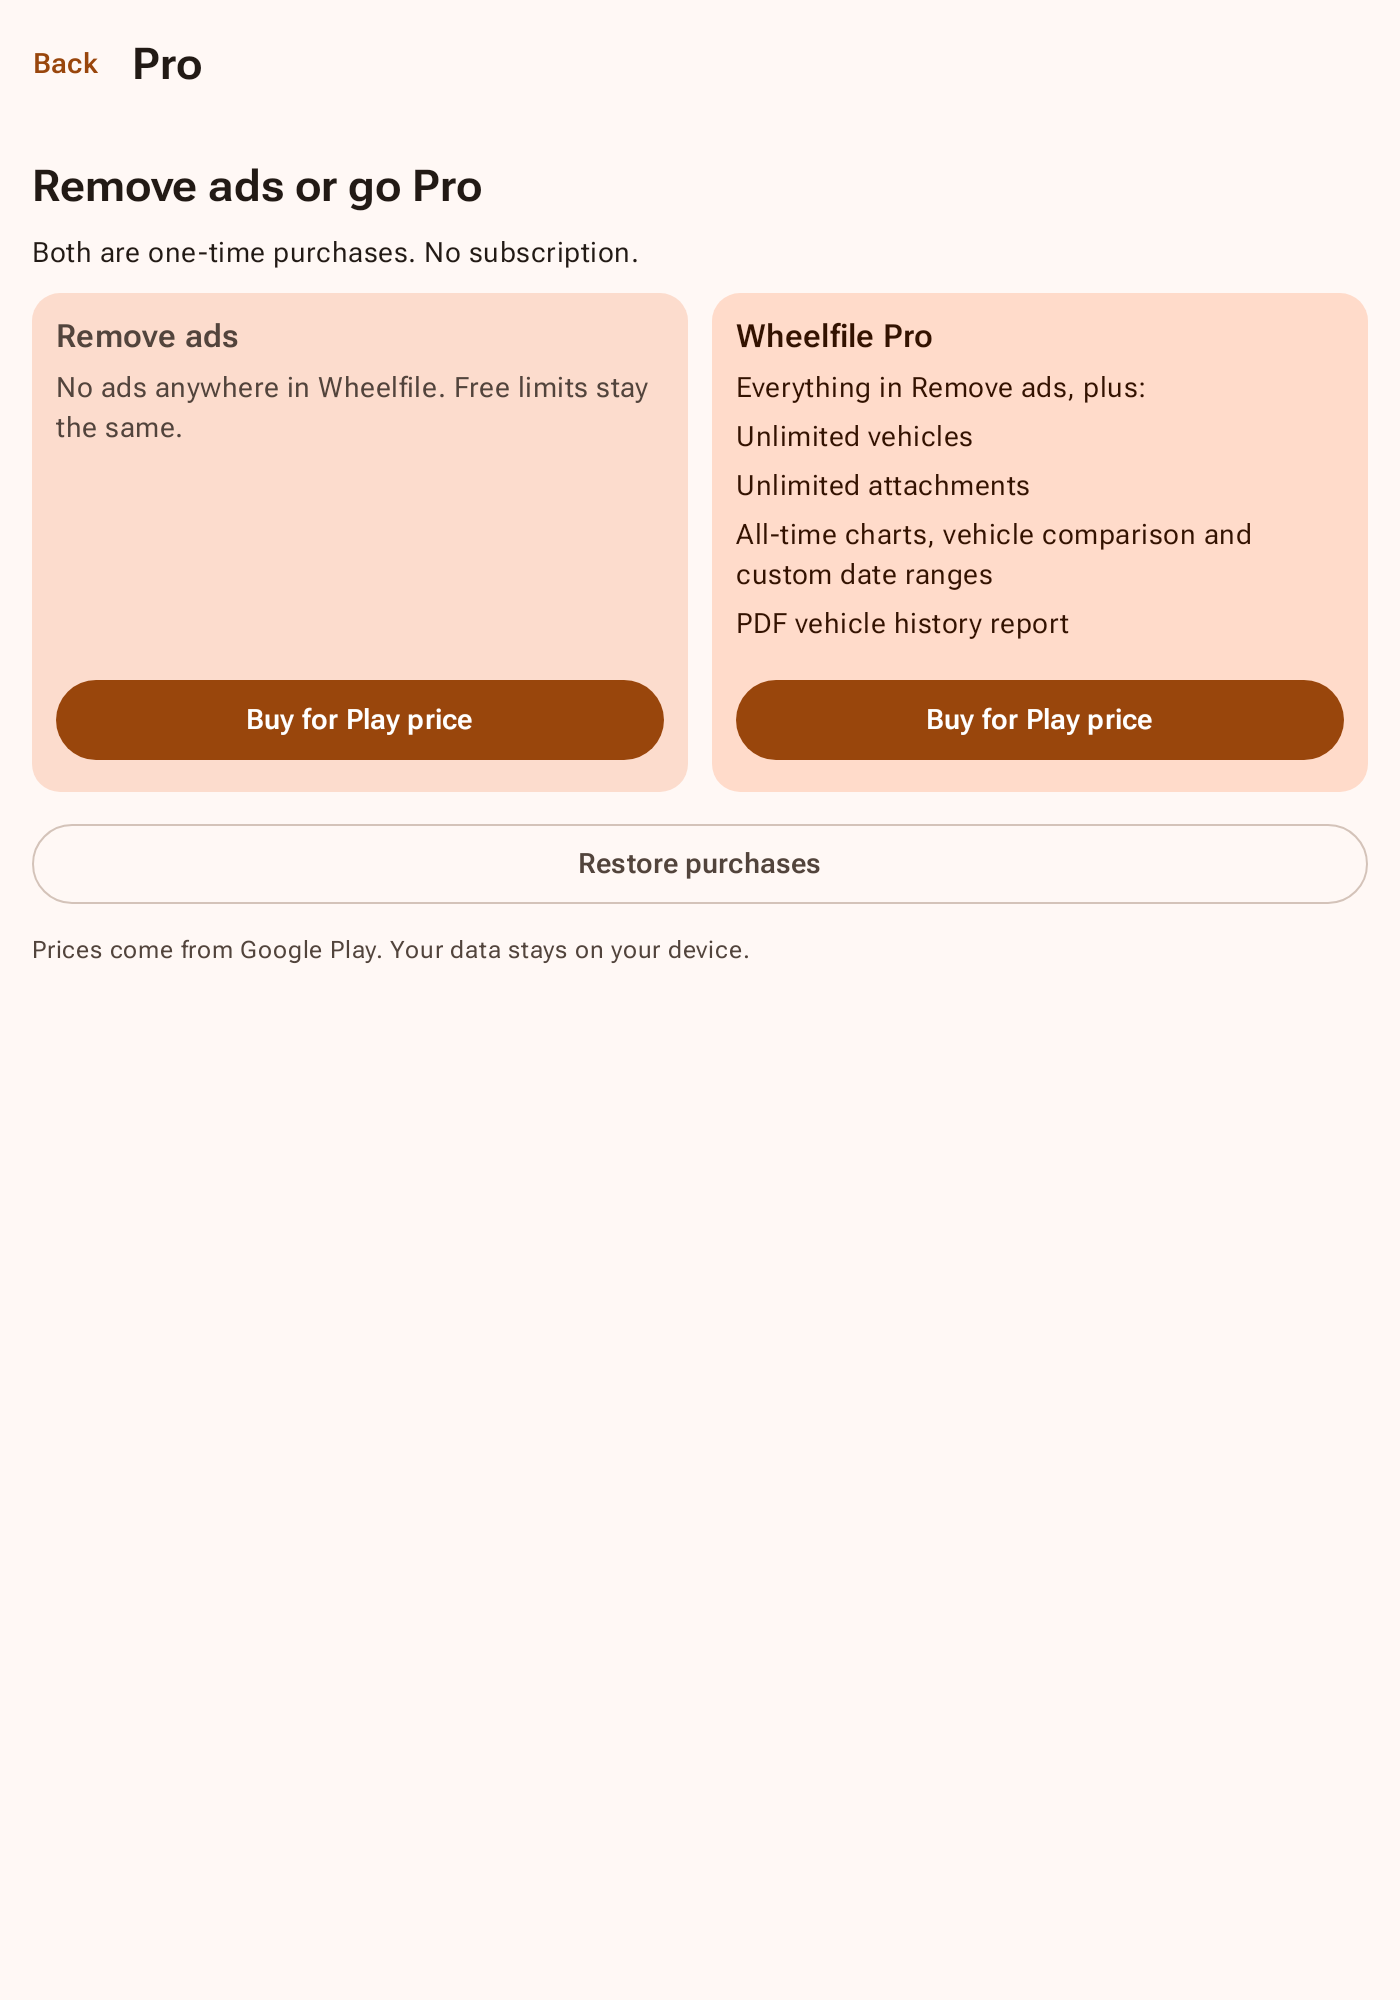 Back
Pro
Remove ads or go Pro
Both are one-time purchases. No subscription.
Remove ads
No ads anywhere in Wheelfile. Free limits stay
the same.
Buy for Play price
Wheelfile Pro
Everything in Remove ads, plus:
Unlimited vehicles
Unlimited attachments
All-time charts, vehicle comparison and
custom date ranges
PDF vehicle history report
Buy for Play price
Restore purchases
Prices come from Google Play. Your data stays on your device.